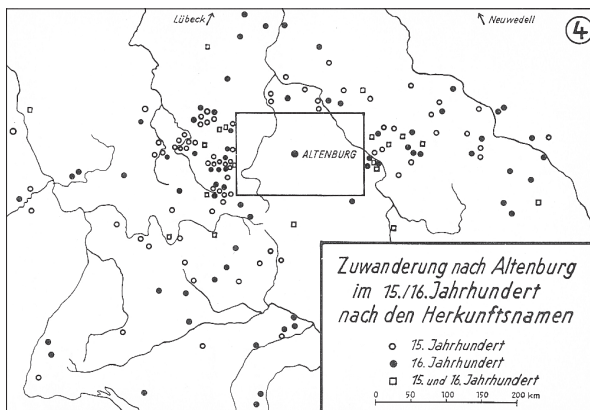 Lübeck
Neuwedell
4
ALTENBURG
Zuwanderung nach Altenburg
im 15./16. Jahrhundert
nach den Herkunftsnamen
15. Jahrhundert
16. Jahrhundert
15. und 16. Jahrhundert
0 50 100 200 km